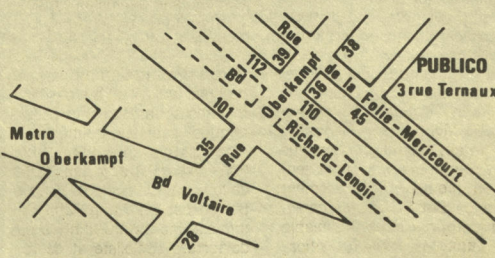 Rue Oberkampf
38
39
112
Bd
Richard-Lenoir
de la Folie-Mericourt
PUBLICO
3 rue Ternaux
36
45
110
101
Metro
Oberkampf
35
Rue
Bd Voltaire
28